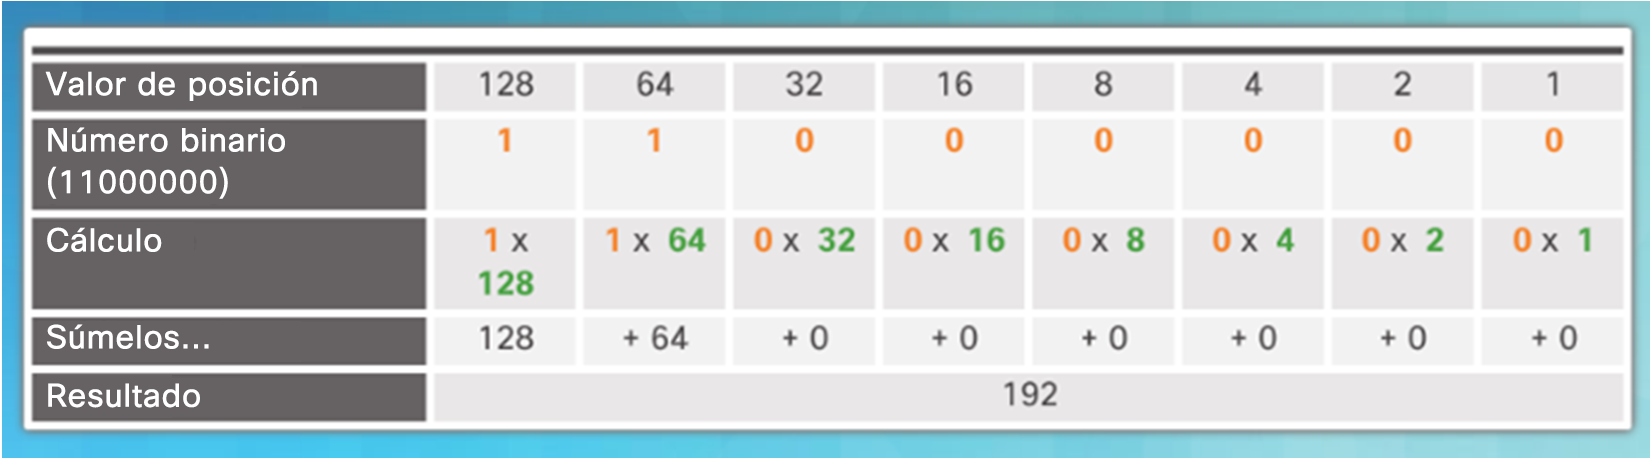 Valor de posición 128 64 32 16 8 4 2 1
Número binario 1 1 0 0 0 0 0 0
(11000000)
Cálculo 1 x 1 x 64 0 x 32 0 x 16 0 x 8 0 x 4 0 x 2 0 x 1
128
Súmelos... 128 + 64 + 0 + 0 + 0 + 0 + 0 + 0
Resultado 192